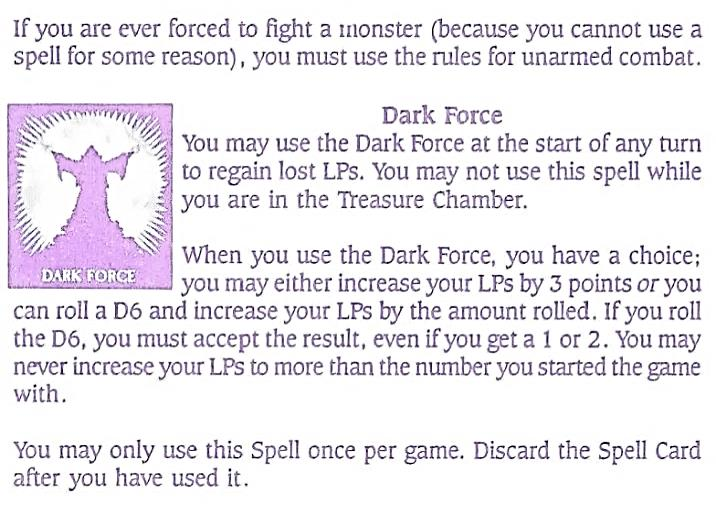 If you are ever forced to fight a monster (because you cannot use a
spell for some reason), you must use the rules for unarmed combat.
Dark Force
You may use the Dark Force at the start of any turn
to regain lost LPs. You may not use this spell while
you are in the Treasure Chamber.
DARK FORCE
When you use the Dark Force, you have a choice;
you may either increase your LPs by 3 points or you
can roll a D6 and increase your LPs by the amount rolled. If you roll
the D6, you must accept the result, even if you get a 1 or 2. You may
never increase your LPs to more than the number you started the game
with.
You may only use this Spell once per game. Discard the Spell Card
after you have used it.